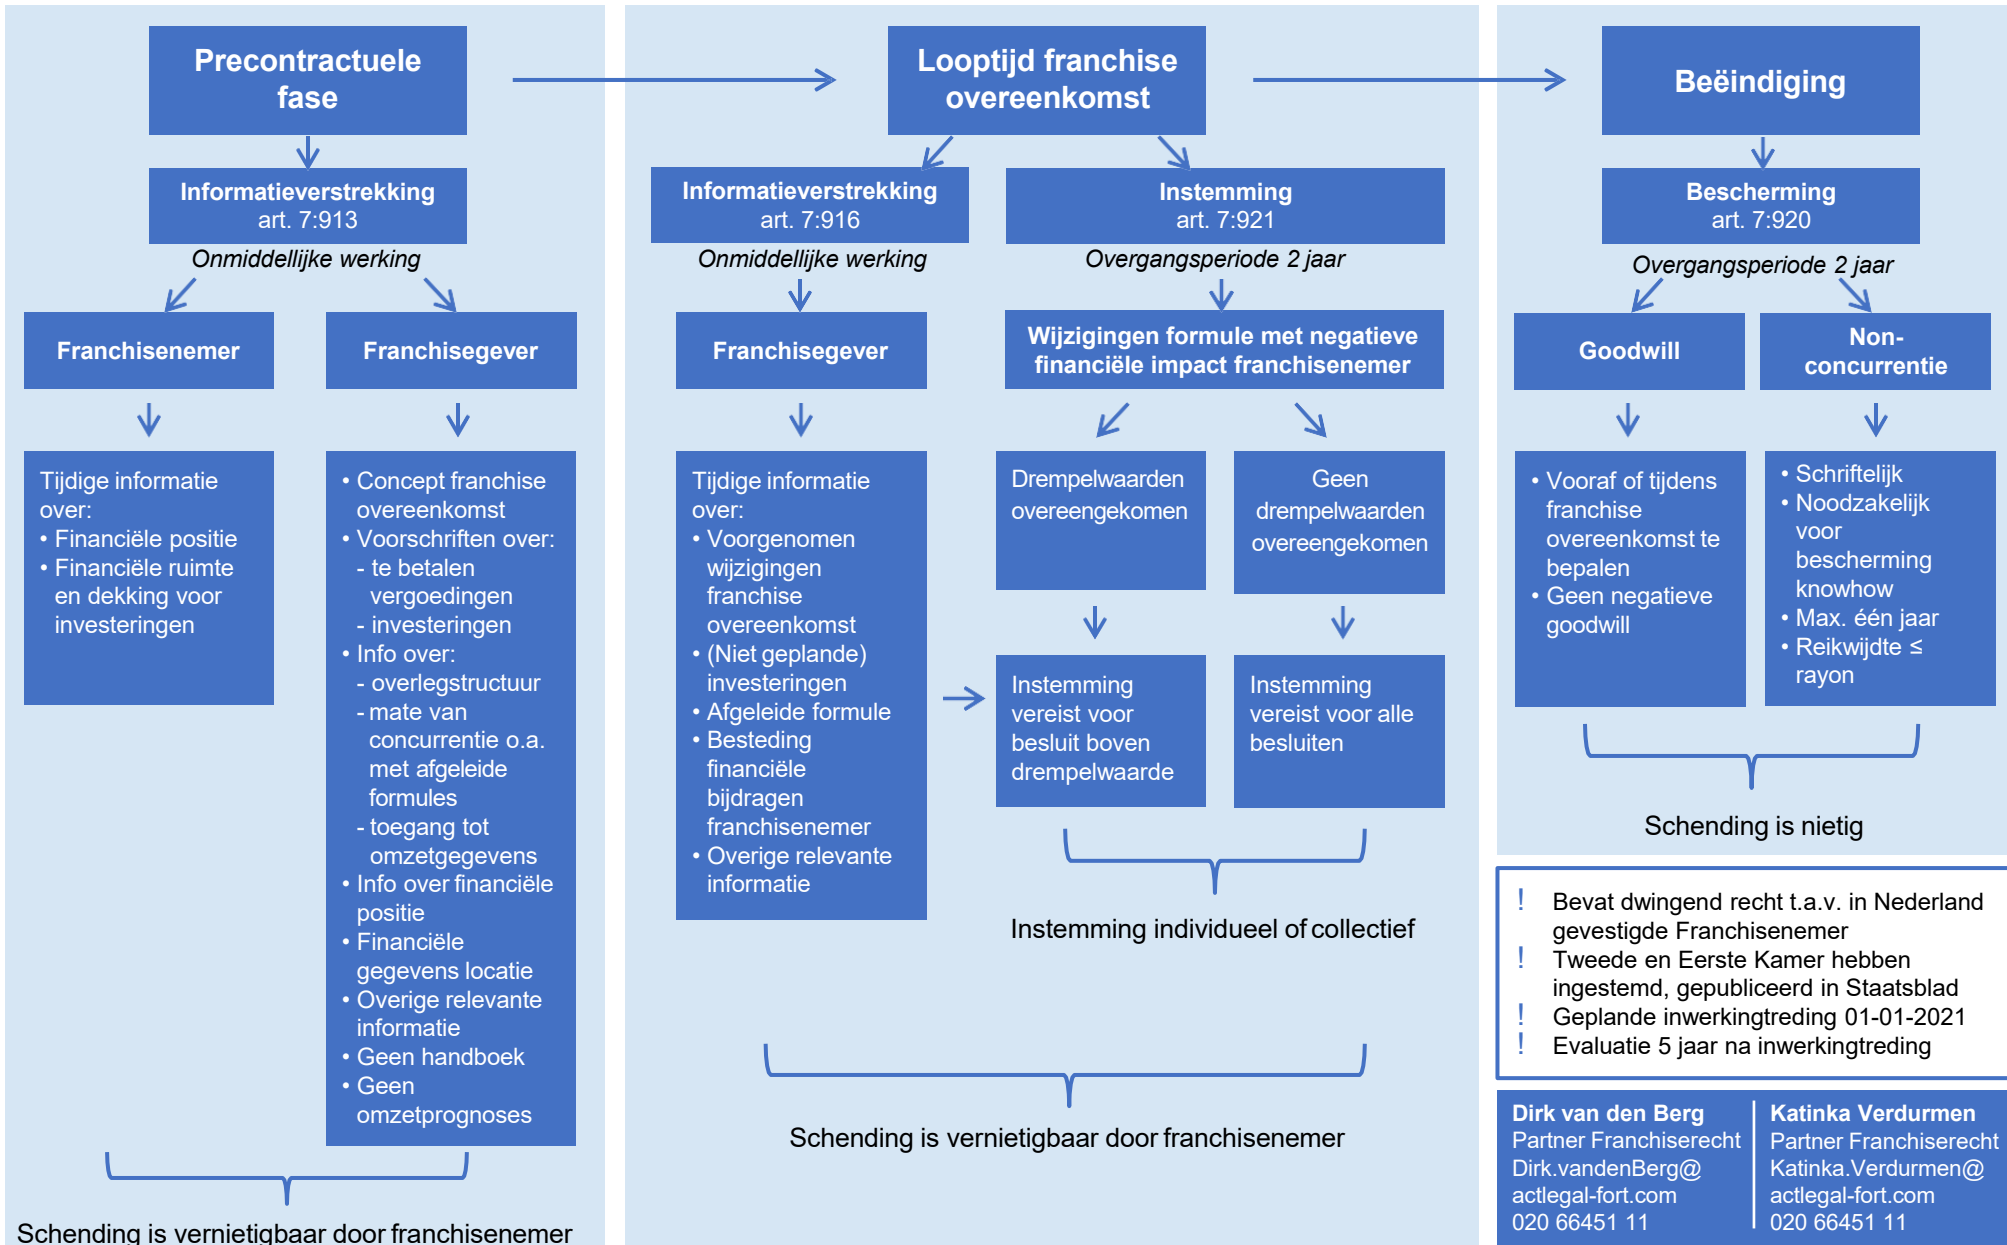 Precontractuele
fase
Informatieverstrekking
art. 7:913
Onmiddellijke werking
Franchisenemer
Tijdige informatie
over:
• Financiële positie
• Financiële ruimte
en dekking voor
investeringen
Franchisegever
• Concept franchise
overeenkomst
• Voorschriften over:
- te betalen
vergoedingen
- investeringen
• Info over:
- overlegstructuur
- mate van
concurrentie o.a.
met afgeleide
formules
- toegang tot
omzetgegevens
• Info over financiële
positie
• Financiële
gegevens locatie
• Overige relevante
informatie
• Geen handboek
• Geen
omzetprognoses
Schending is vernietigbaar door franchisenemer
Looptijd franchise
overeenkomst
Informatieverstrekking
art. 7:916
Onmiddellijke werking
Franchisegever
Tijdige informatie
over:
• Voorgenomen
wijzigingen
franchise
overeenkomst
• (Niet geplande)
investeringen
• Afgeleide formule
• Besteding
financiële
bijdragen
franchisenemer
• Overige relevante
informatie
Instemming
art. 7:921
Overgangsperiode 2 jaar
Wijzigingen formule met negatieve
financiële impact franchisenemer
Drempelwaarden
overeengekomen
Instemming
vereist voor
besluit boven
drempelwaarde
Geen
drempelwaarden
overeengekomen
Instemming
vereist voor alle
besluiten
Instemming individueel of collectief
Schending is vernietigbaar door franchisenemer
Beëindiging
Bescherming
art. 7:920
Overgangsperiode 2 jaar
Goodwill
• Vooraf of tijdens
franchise
overeenkomst te
bepalen
• Geen negatieve
goodwill
Non-
concurrentie
• Schriftelijk
• Noodzakelijk
voor
bescherming
knowhow
• Max. één jaar
• Reikwijdte ≤
rayon
Schending is nietig
! Bevat dwingend recht t.a.v. in Nederland
gevestigde Franchisenemer
! Tweede en Eerste Kamer hebben
ingestemd, gepubliceerd in Staatsblad
! Geplande inwerkingtreding 01-01-2021
! Evaluatie 5 jaar na inwerkingtreding
Dirk van den Berg
Partner Franchiserecht
Dirk.vandenBerg@
actlegal-fort.com
020 66451 11
Katinka Verdurmen
Partner Franchiserecht
Katinka.Verdurmen@
actlegal-fort.com
020 66451 11